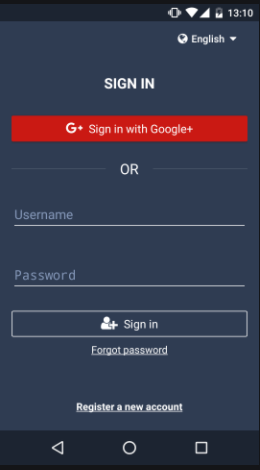 13:10
English
SIGN IN
G+ Sign in with Google+
OR
Username
Password
Sign in
Forgot password
Register a new account